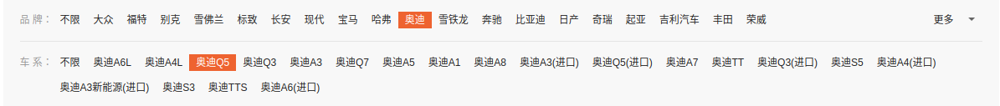 品 牌： 不限 大众 福特 别克 雪佛兰 标致 长安 现代 宝马 哈弗 奥迪 雪铁龙 奔驰 比亚迪 日产 奇瑞 起亚 吉利汽车 丰田 荣威 更多
车 系： 不限 奥迪A6L 奥迪A4L 奥迪Q5 奥迪Q3 奥迪A3 奥迪Q7 奥迪A5 奥迪A1 奥迪A8 奥迪A3(进口) 奥迪Q5(进口) 奥迪A7 奥迪TT 奥迪Q3(进口) 奥迪S5 奥迪A4(进口)
奥迪A3新能源(进口) 奥迪S3 奥迪TTS 奥迪A6(进口)